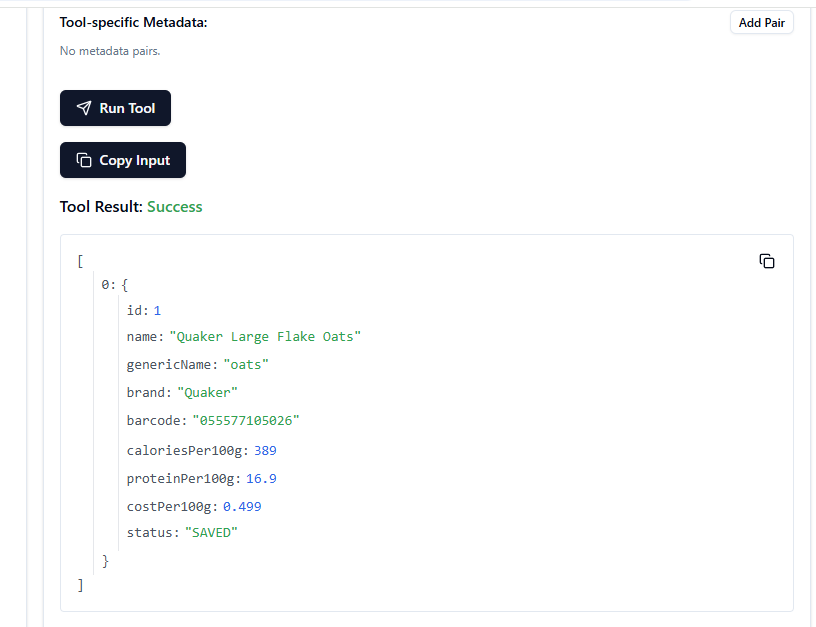 Tool-specific Metadata:
Add Pair
No metadata pairs.
Run Tool
Copy Input
Tool Result: Success
[
0: {
id: 1
name: "Quaker Large Flake Oats"
genericName: "oats"
brand: "Quaker"
barcode: "055577105026"
caloriesPer100g: 389
proteinPer100g: 16.9
costPer100g: 0.499
status: "SAVED"
}
]